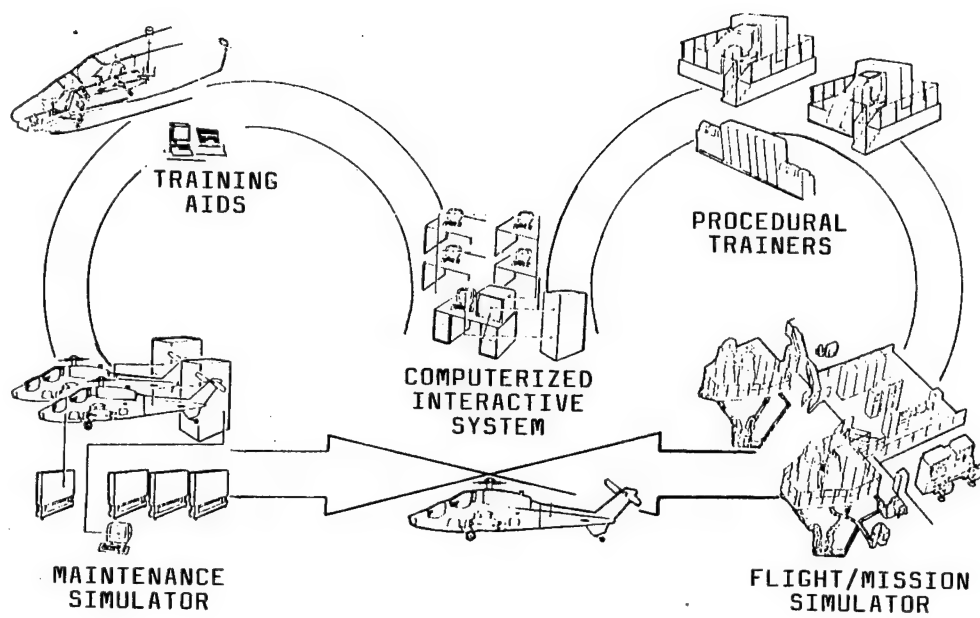 TRAINING
AIDS
PROCEDURAL
TRAINERS
COMPUTERIZED
INTERACTIVE
SYSTEM
MAINTENANCE
SIMULATOR
FLIGHT/MISSION
SIMULATOR